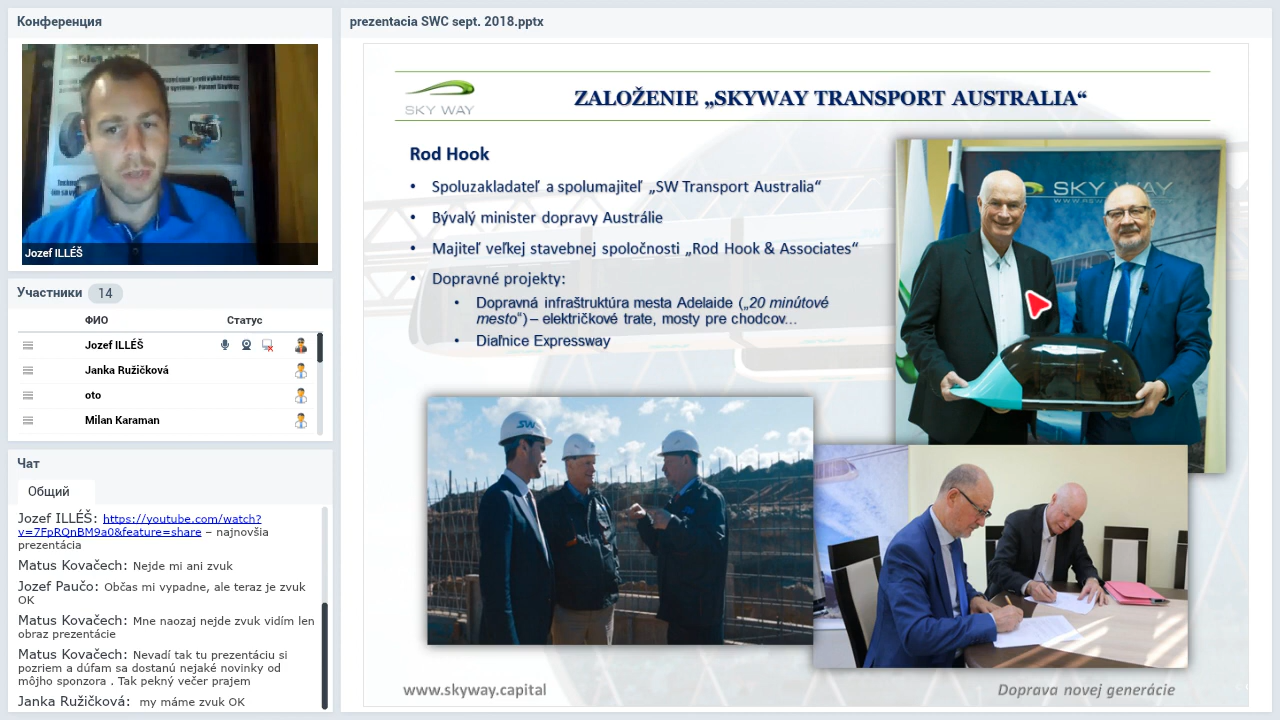 Конференция
Jozef ILLÉŠ
Участники 14
ФИО Статус
Jozef ILLÉŠ
Janka Ružičková
oto
Milan Karaman
Чат
Общий
Jozef ILLÉŠ: https://youtube.com/watch?
v=7FpRQnBM9a0&feature=share – najnovšia
prezentácia
Matus Kovačech: Nejde mi ani zvuk
Jozef Paučo: Občas mi vypadne, ale teraz je zvuk
OK
Matus Kovačech: Mne naozaj nejde zvuk vidím len
obraz prezentácie
Matus Kovačech: Nevadí tak tu prezentáciu si
pozriem a dúfam sa dostanú nejaké novinky od
môjho sponzora . Tak pekný večer prajem
Janka Ružičková: my máme zvuk OK
prezentacia SWC sept. 2018.pptx
SKY WAY
ZALOŽENIE „SKYWAY TRANSPORT AUSTRALIA“
Rod Hook
• Spoluzakladateľ a spolumajiteľ „SW Transport Australia“
• Bývalý minister dopravy Austrálie
• Majiteľ veľkej stavebnej spoločnosti „Rod Hook & Associates“
• Dopravné projekty:
• Dopravná infraštruktúra mesta Adelaide („20 minútové
mesto“) – električkové trate, mosty pre chodcov...
• Diaľnice Expressway
SKY WAY
SW
www.skyway.capital
Doprava novej generácie